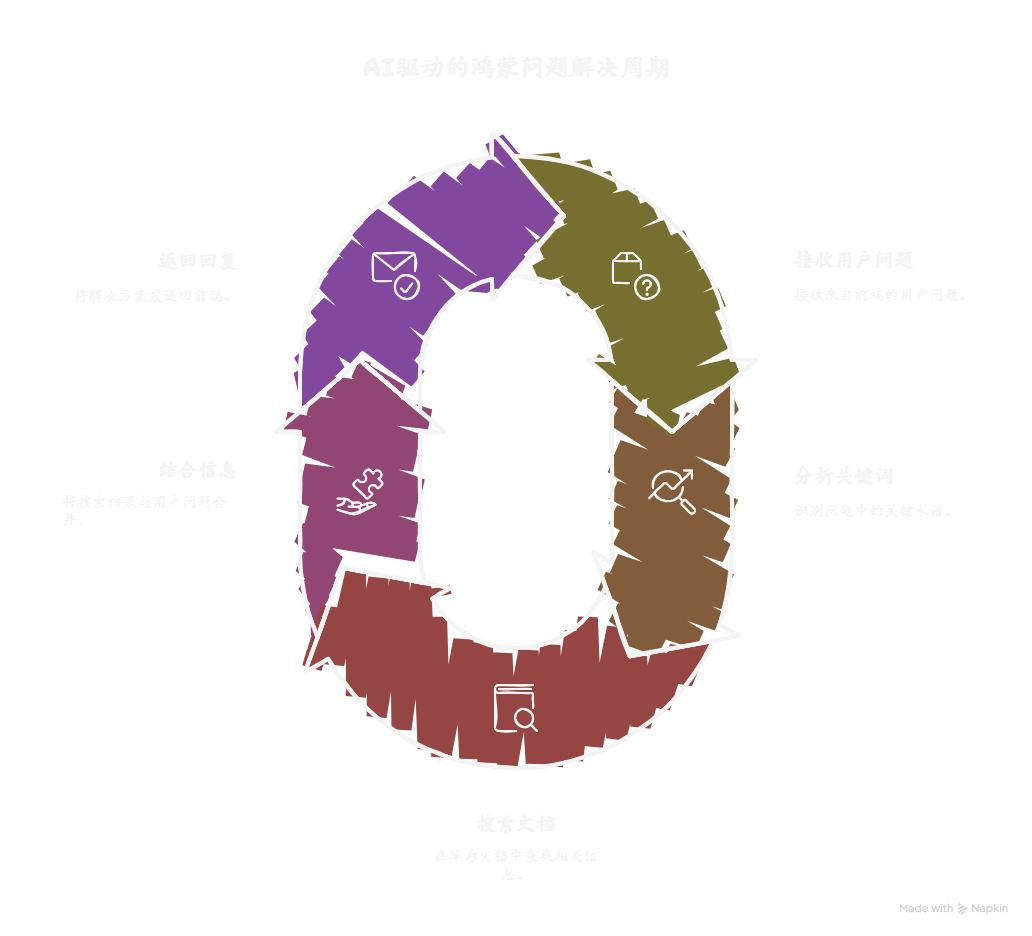 AI驱动的鸿蒙问题解决周期
返回回复
将解决方案发送回前端。
接收用户问题
接收来自前端的用户问题。
结合信息
将搜索结果与用户问题合
并。
分析关键词
识别问题中的关键术语。
搜索文档
在华为文档中查找相关信
息。
Made with Napkin